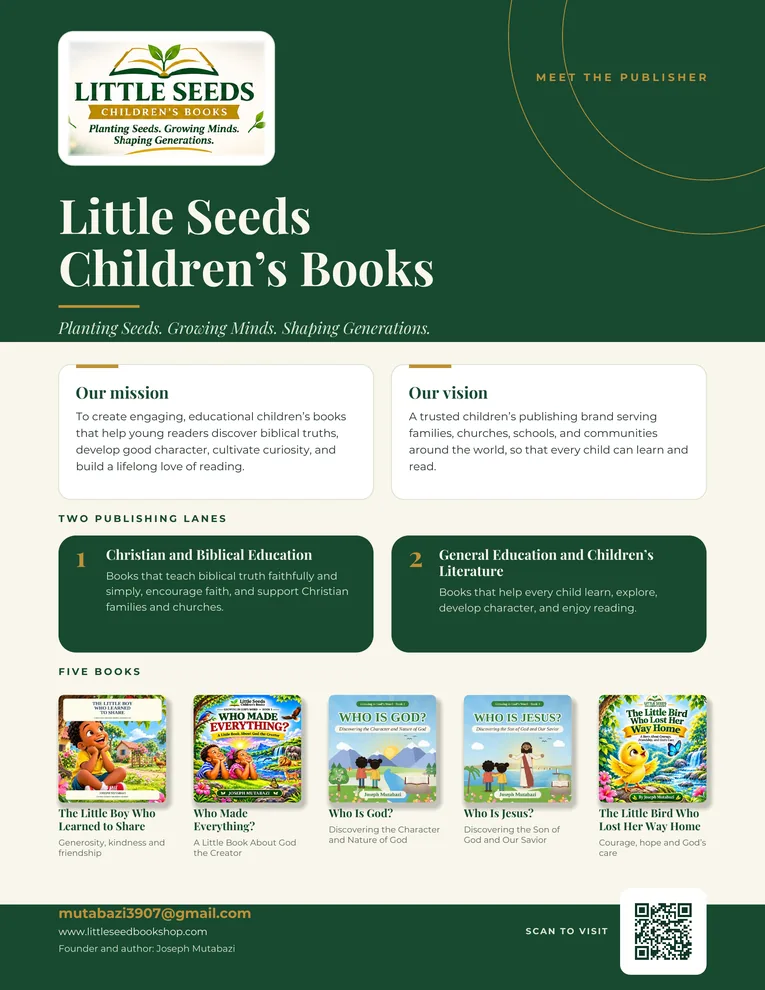 LITTLE SEEDS
CHILDREN'S BOOKS
Planting Seeds. Growing Minds.
Shaping Generations.
MEET THE PUBLISHER
Little Seeds
Children's Books
Planting Seeds. Growing Minds. Shaping Generations.
Our mission
To create engaging, educational children's books
that help young readers discover biblical truths,
develop good character, cultivate curiosity, and
build a lifelong love of reading.
Our vision
A trusted children's publishing brand serving
families, churches, schools, and communities
around the world, so that every child can learn and
read.
TWO PUBLISHING LANES
1
Christian and Biblical Education
Books that teach biblical truth faithfully and
simply, encourage faith, and support Christian
families and churches.
2
General Education and Children's
Literature
Books that help every child learn, explore,
develop character, and enjoy reading.
FIVE BOOKS
THE LITTLE BOY
WHO LEARNED
TO SHARE
Little Seeds
Children's Books
WHO MADE
EVERYTHING?
A Little Book About God the Creator
JOSEPH MUTABAZI
WHO IS GOD?
Discovering the Character and Nature of God
Joseph Mutabazi
WHO IS JESUS?
Discovering the Son of God and Our Savior
Joseph Mutabazi
The Little Bird
Who Lost Her
Way Home
By Joseph Mutabazi
The Little Boy Who
Learned to Share
Generosity, kindness and
friendship
Who Made
Everything?
A Little Book About God
the Creator
Who Is God?
Discovering the Character
and Nature of God
Who Is Jesus?
Discovering the Son of
God and Our Savior
The Little Bird Who
Lost Her Way Home
Courage, hope and God's
care
mutabazi3907@gmail.com
www.littleseedbookshop.com
Founder and author: Joseph Mutabazi
SCAN TO VISIT